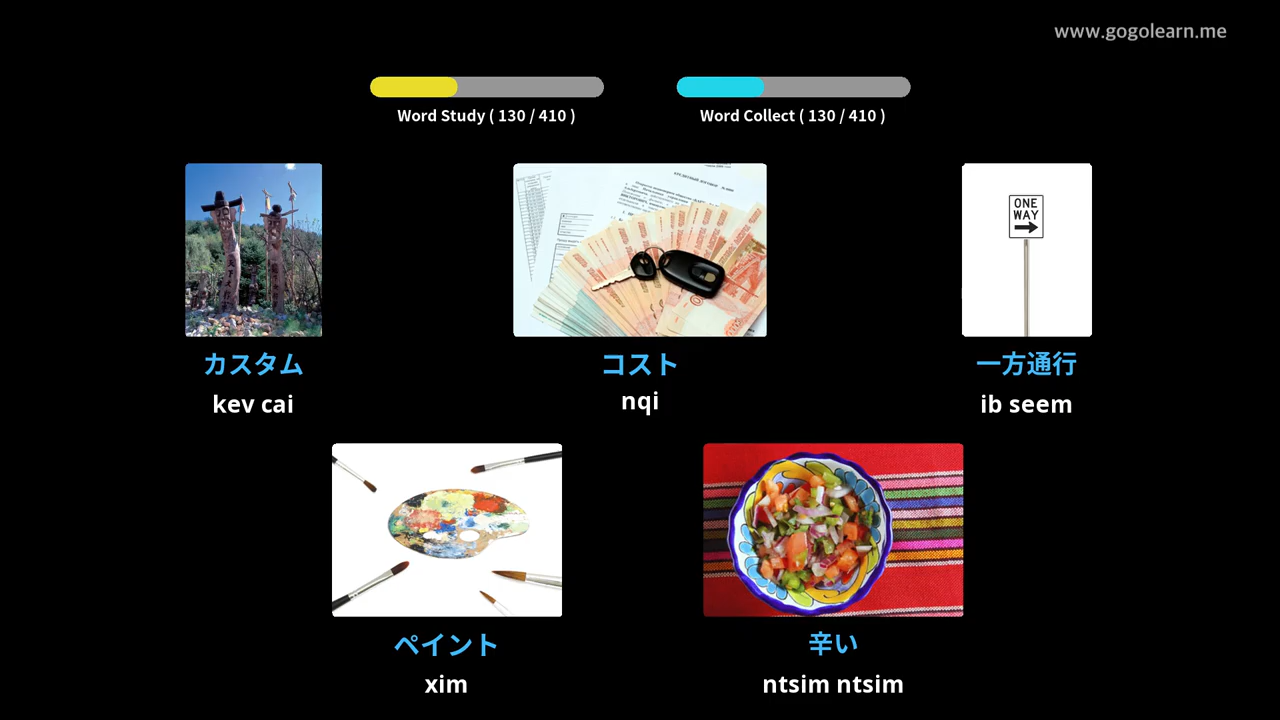 www.gogolearn.me
Word Study ( 130 / 410 )
Word Collect ( 130 / 410 )
ONE
WAY
カスタム
kev cai
コスト
nqi
一方通行
ib seem
ペイント
xim
辛い
ntsim ntsim